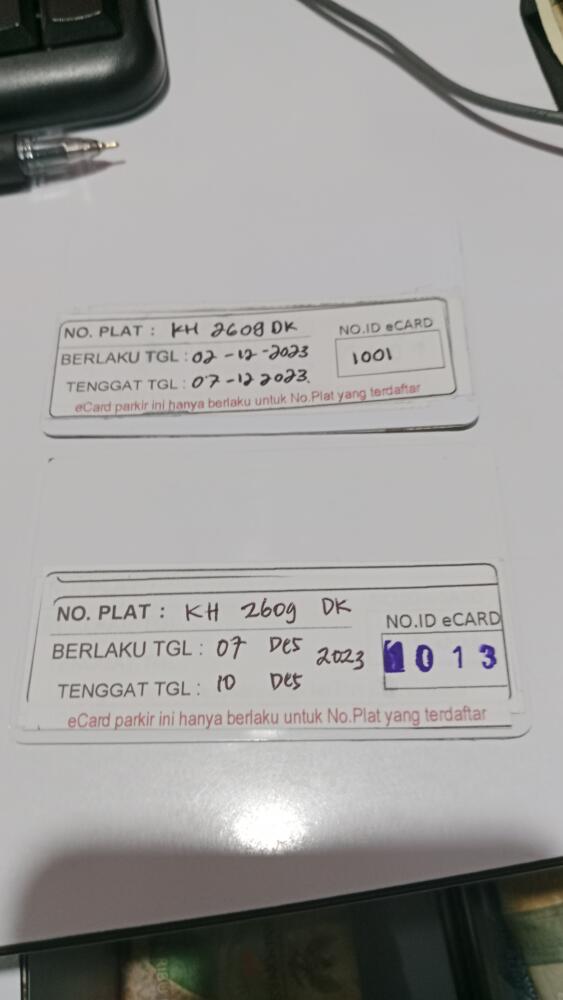 NO. PLAT : KH 2609 DK
NO.ID eCARD
BERLAKU TGL : 02 -12 -2023
1001
TENGGAT TGL : 07 -12 2023.
eCard parkir ini hanya berlaku untuk No.Plat yang terdaftar
NO. PLAT : KH 2609 DK
NO.ID eCARD
BERLAKU TGL : 07 Des 2023
1013
TENGGAT TGL : 10 Des
eCard parkir ini hanya berlaku untuk No.Plat yang terdaftar